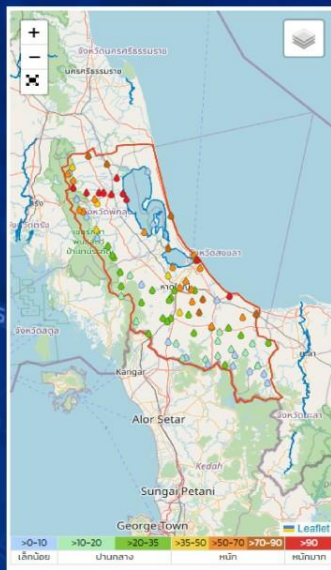 +
−
จังหวัดนครศรีธรรมราช
นครศรีธรรมราช
จังหวัดพัทลุง
จังหวัดสงขลา
หาดใหญ่
จังหวัดสตูล
Kangar
Alor Setar
Kedah
Sungai Petani
George Town
Leaflet
>0-10 >10-20 >20-35 >35-50 >50-70 >70-90 >90
เล็กน้อย ปานกลาง หนัก หนักมาก